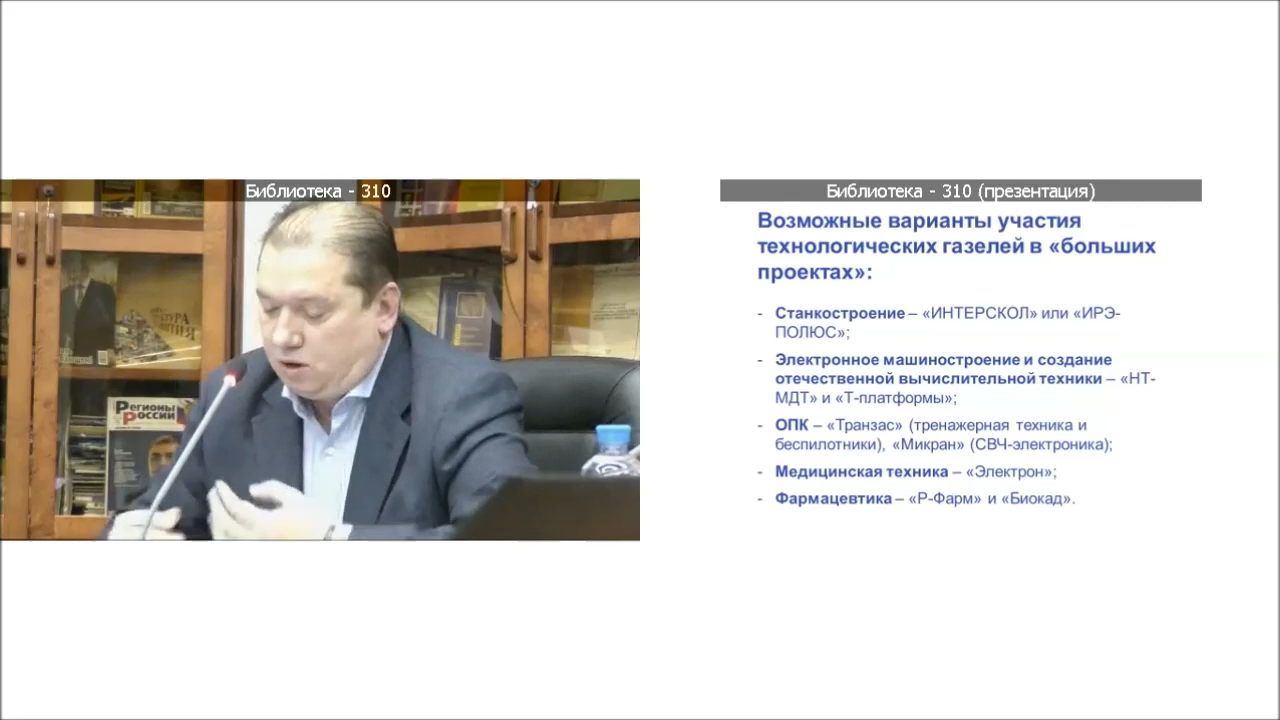 Библиотека - 310
Регионы
России
Библиотека - 310 (презентация)
Возможные варианты участия
технологических газелей в «больших
проектах»:
- Станкостроение – «ИНТЕРСКОЛ» или «ИРЭ-
ПОЛЮС»;
- Электронное машиностроение и создание
отечественной вычислительной техники – «НТ-
МДТ» и «Т-платформы»;
- ОПК – «Транзас» (тренажерная техника и
беспилотники), «Микран» (СВЧ-электроника);
- Медицинская техника – «Электрон»;
- Фармацевтика – «Р-Фарм» и «Биокад».